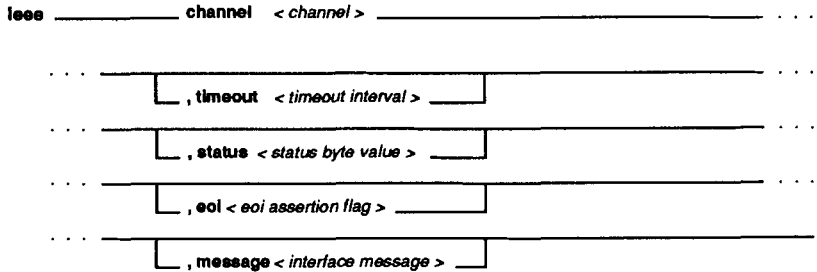 ieee channel < channel > . . .
. . . . . .
, timeout < timeout interval >
. . . . . .
, status < status byte value >
. . . . . .
, eoi < eoi assertion flag >
. . .
, message < interface message >